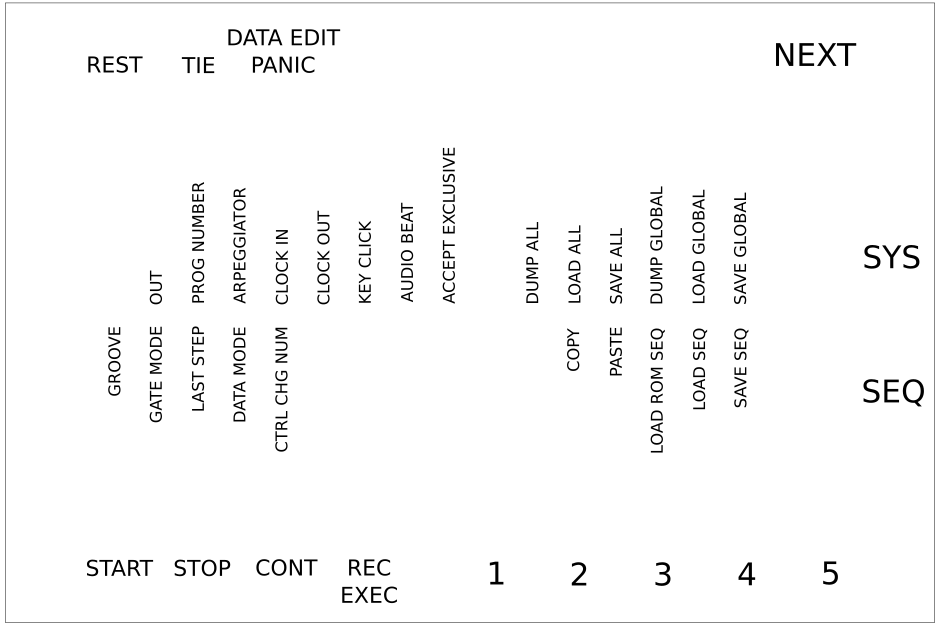 DATA EDIT
REST TIE PANIC
NEXT
OUT
PROG NUMBER
ARPEGGIATOR
CLOCK IN
CLOCK OUT
KEY CLICK
AUDIO BEAT
ACCEPT EXCLUSIVE
DUMP ALL
LOAD ALL
SAVE ALL
DUMP GLOBAL
LOAD GLOBAL
SAVE GLOBAL
SYS
GROOVE
GATE MODE
LAST STEP
DATA MODE
CTRL CHG NUM
COPY
PASTE
LOAD ROM SEQ
LOAD SEQ
SAVE SEQ
SEQ
START STOP CONT REC
EXEC
1 2 3 4 5